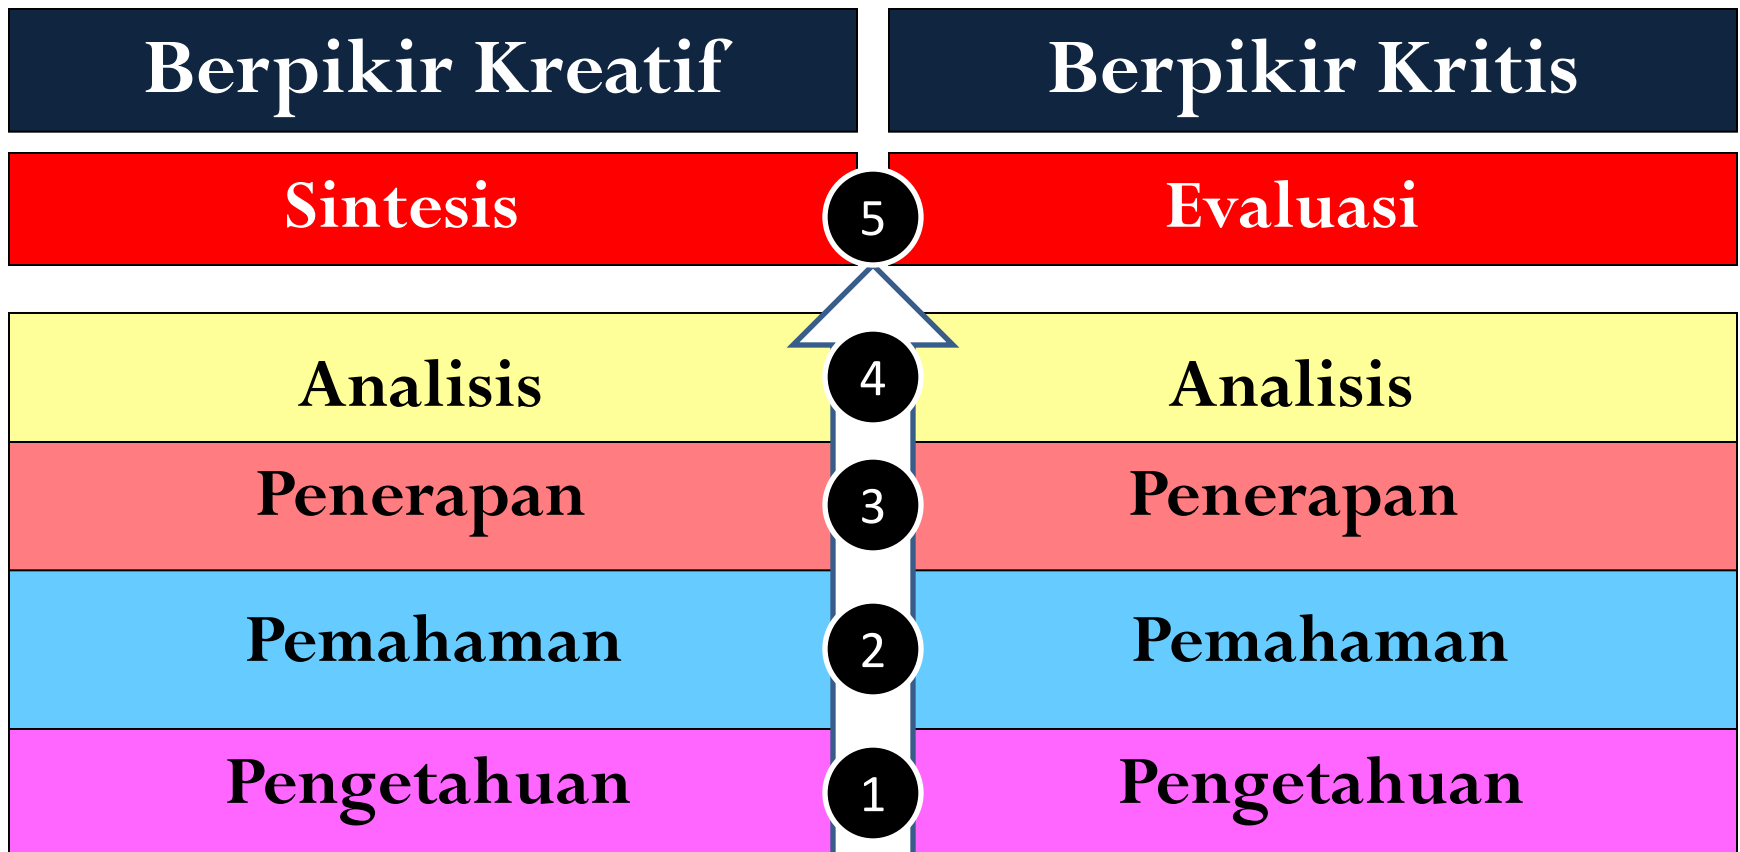 Berpikir Kreatif
Berpikir Kritis
Sintesis
5
Evaluasi
Analisis
4
Analisis
Penerapan
3
Penerapan
Pemahaman
2
Pemahaman
Pengetahuan
1
Pengetahuan